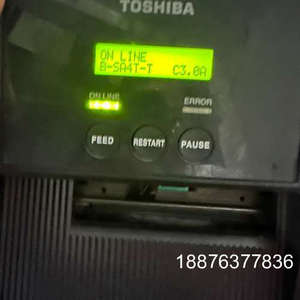 TOSHIBA
ON LINE
B-SA4T-T C3.0A
ON LINE ERROR
FEED RESTART PAUSE
18876377836